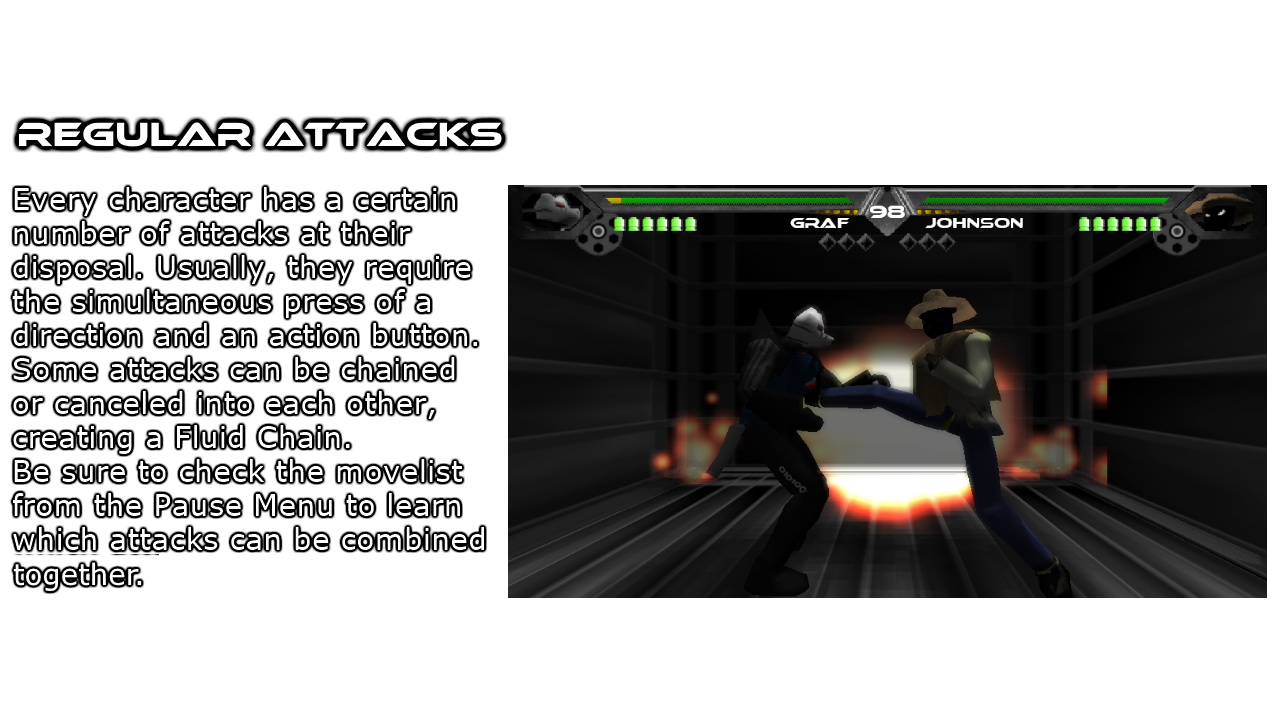 REGULAR ATTACKS
Every character has a certain
number of attacks at their
disposal. Usually, they require
the simultaneous press of a
direction and an action button.
Some attacks can be chained
or canceled into each other,
creating a Fluid Chain.
Be sure to check the movelist
from the Pause Menu to learn
which attacks can be combined
together.
98
GRAF
JOHNSON